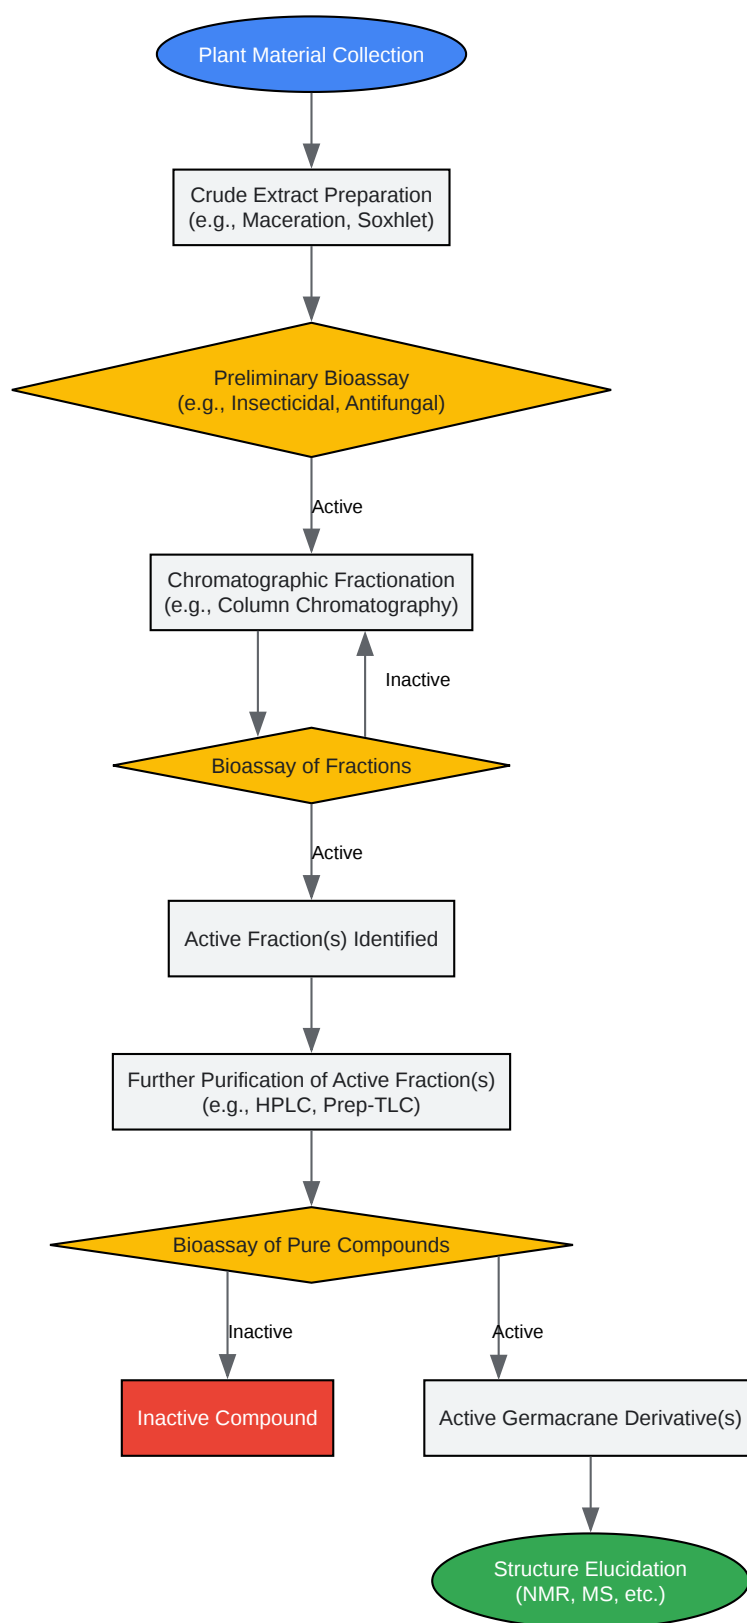 Plant Material Collection
Crude Extract Preparation
(e.g., Maceration, Soxhlet)
Preliminary Bioassay
(e.g., Insecticidal, Antifungal)
Active
Chromatographic Fractionation
(e.g., Column Chromatography)
Inactive
Bioassay of Fractions
Active
Active Fraction(s) Identified
Further Purification of Active Fraction(s)
(e.g., HPLC, Prep-TLC)
Bioassay of Pure Compounds
Inactive
Active
Inactive Compound
Active Germacrane Derivative(s)
Structure Elucidation
(NMR, MS, etc.)